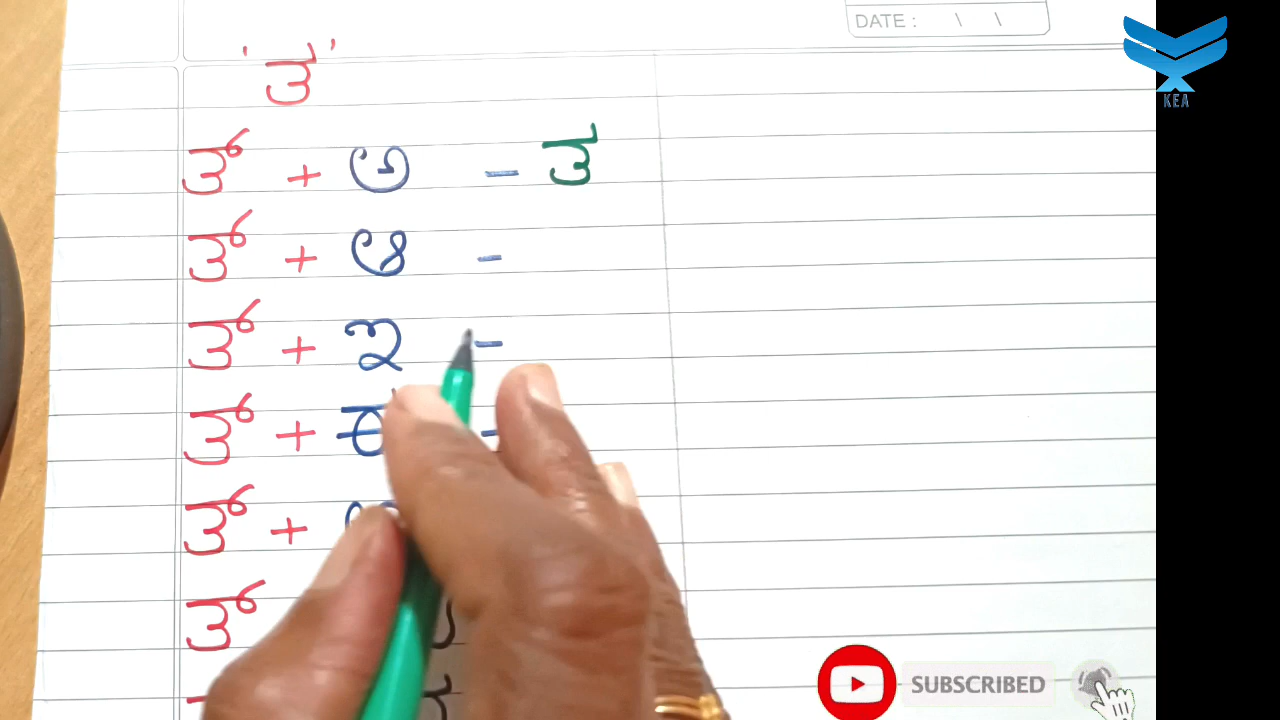 DATE : \ \
'ತ'
ತ್ + ಅ - ತ
ತ್ + ಆ -
ತ್ + ಇ -
ತ್ + ಈ -
ತ್ +
ತ್
KEA
SUBSCRIBED